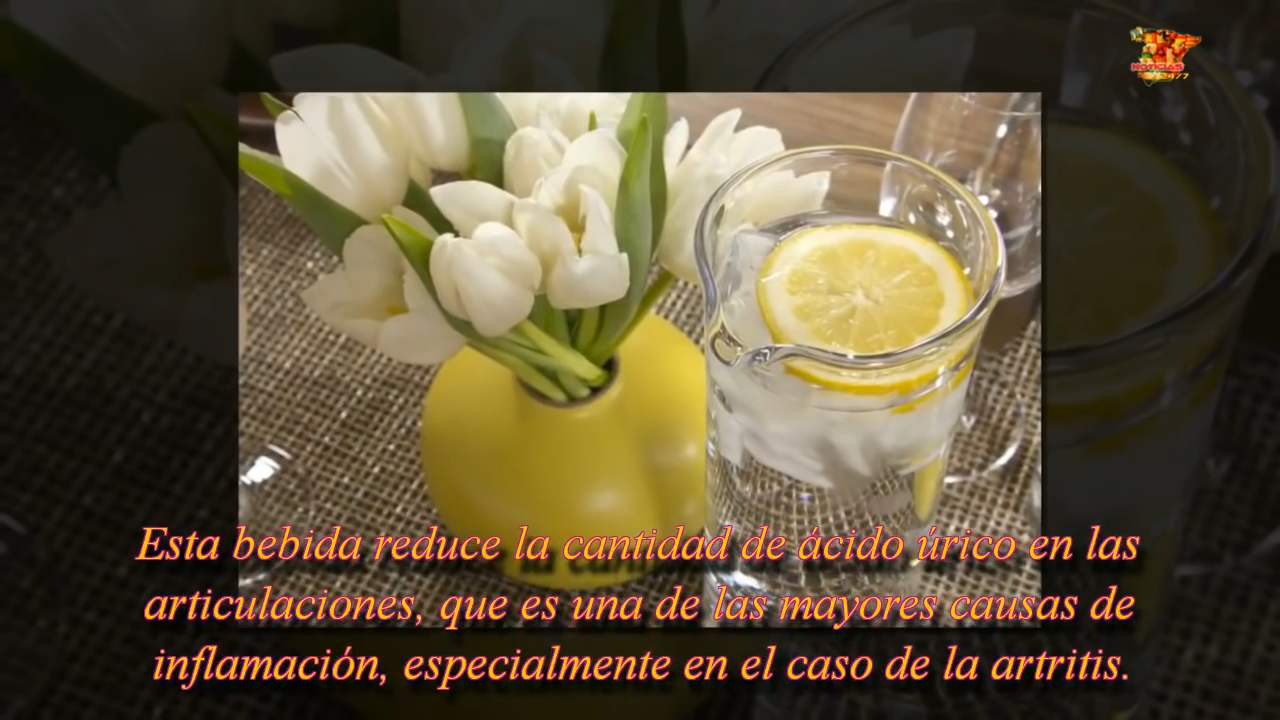 NOTICIAS
Esta bebida reduce la cantidad de ácido úrico en las
articulaciones, que es una de las mayores causas de
inflamación, especialmente en el caso de la artritis.